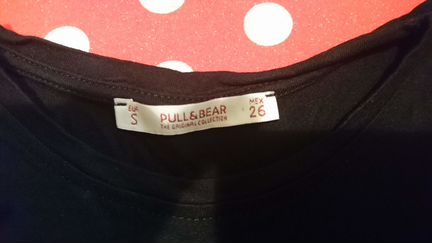 EUR
S
PULL&BEAR
THE ORIGINAL COLLECTION
MEX
26